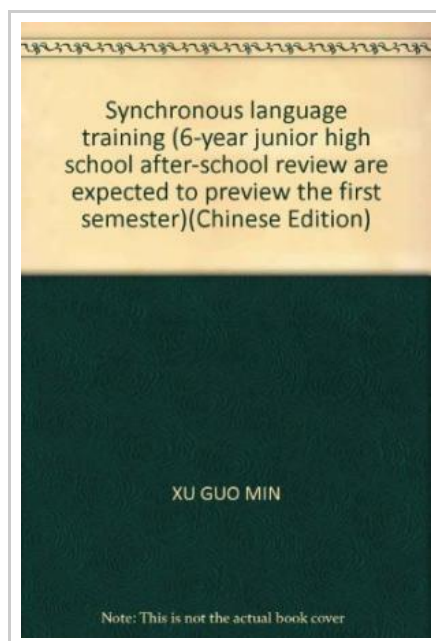 Synchronous language
training (6-year junior high
school after-school review are
expected to preview the first
semester)(Chinese Edition)
XU GUO MIN
Note: This is not the actual book cover